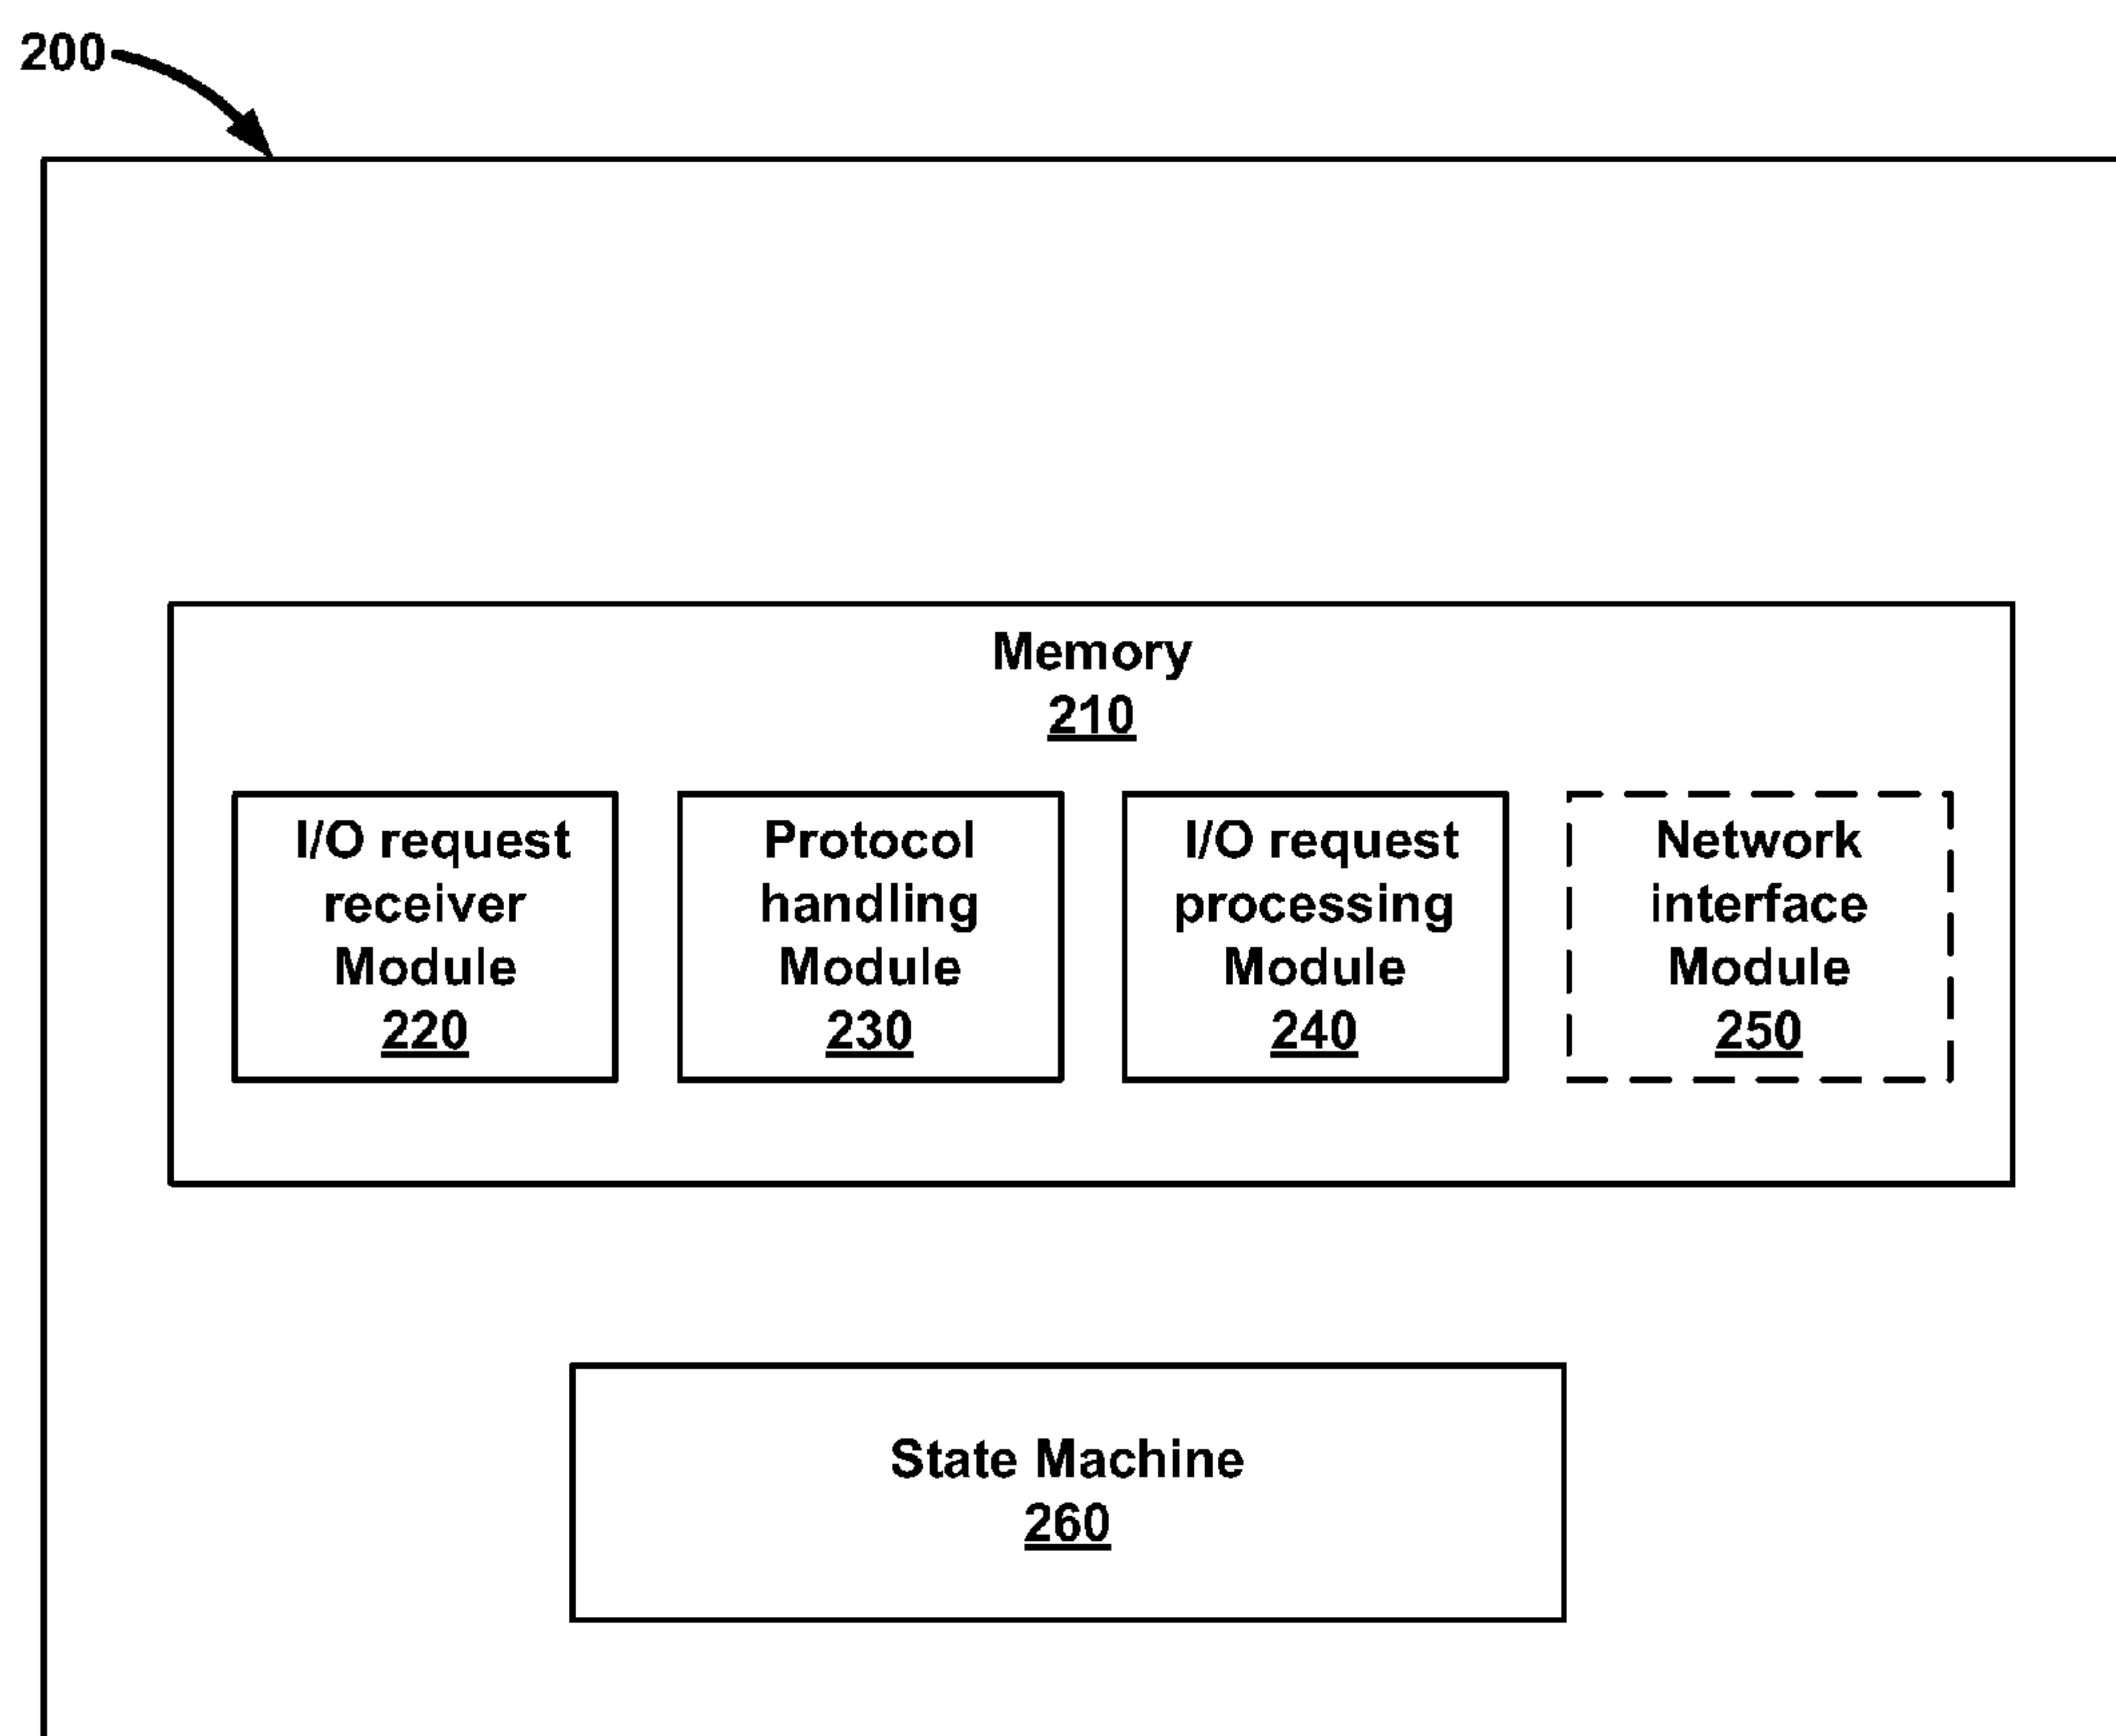 200
Memory
210
I/O request
receiver
Module
220
Protocol
handling
Module
230
I/O request
processing
Module
240
Network
interface
Module
250
State Machine
260